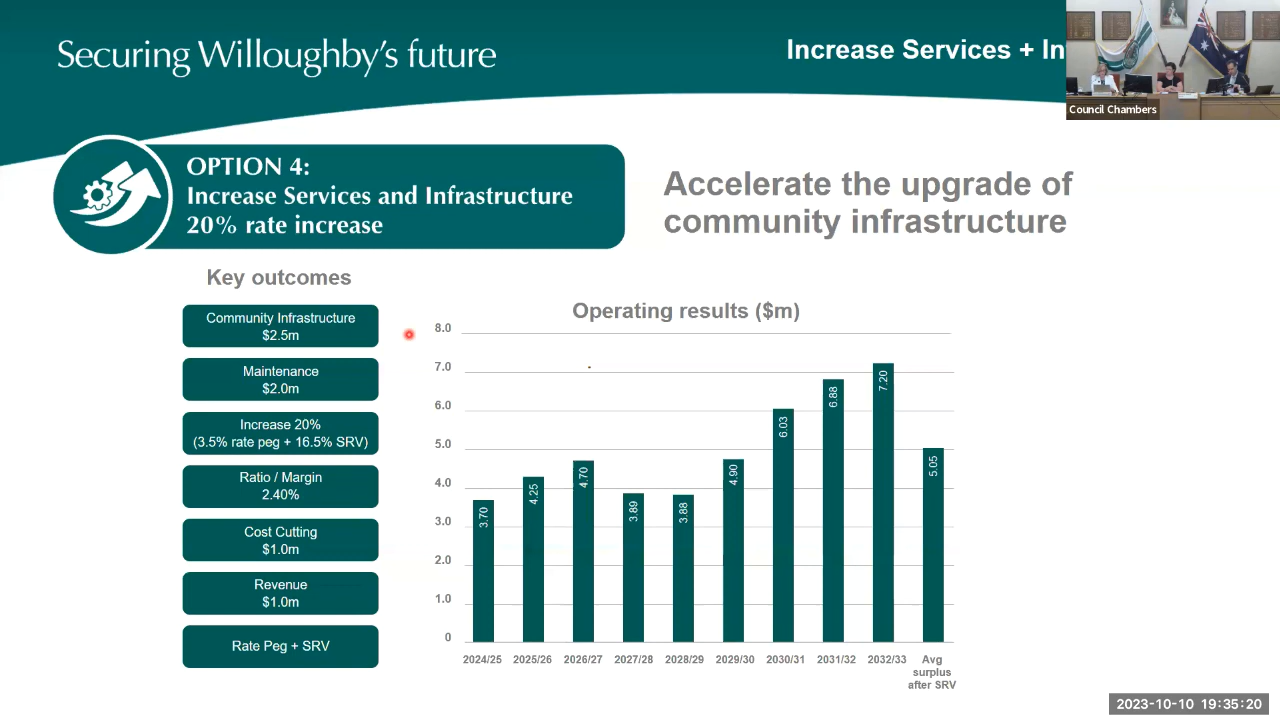 Securing Willoughby's future
Increase Services + In
Council Chambers
OPTION 4:
Increase Services and Infrastructure
20% rate increase
Accelerate the upgrade of
community infrastructure
Key outcomes
Community Infrastructure
$2.5m
Maintenance
$2.0m
Increase 20%
(3.5% rate peg + 16.5% SRV)
Ratio / Margin
2.40%
Cost Cutting
$1.0m
Revenue
$1.0m
Rate Peg + SRV
Operating results ($m)
8.0
7.0
6.0
5.0
4.0
3.0
2.0
1.0
0
3.70
4.25
4.70
3.89
3.88
4.90
6.03
6.88
7.20
5.05
2024/25
2025/26
2026/27
2027/28
2028/29
2029/30
2030/31
2031/32
2032/33
Avg
surplus
after SRV
2023-10-10 19:35:20